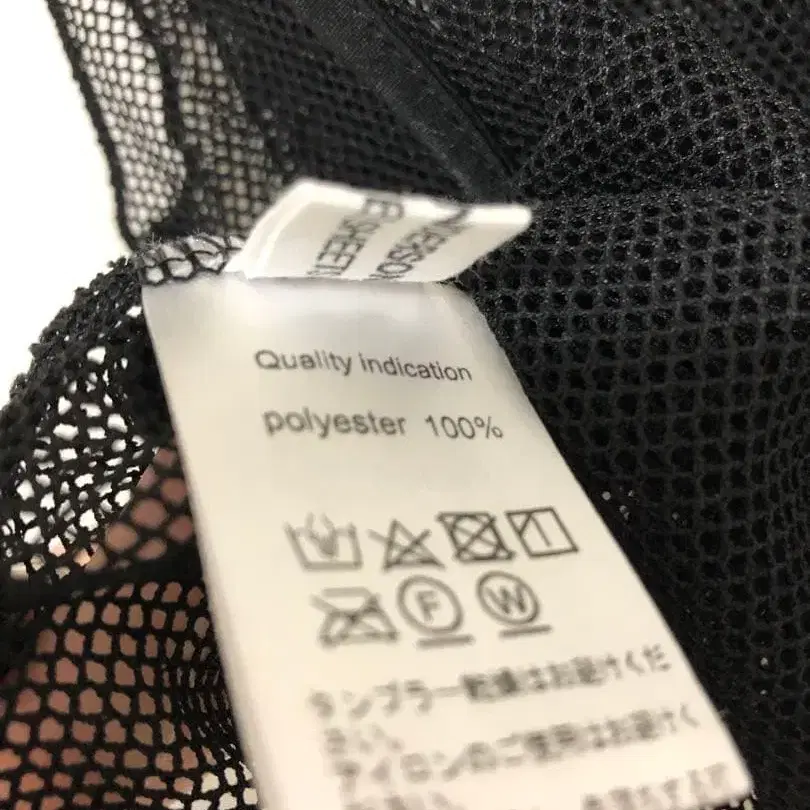 Quality indication
polyester 100%
F W
タンブラー乾燥はお避けくだ
さい。
アイロンのご使用はお避けく